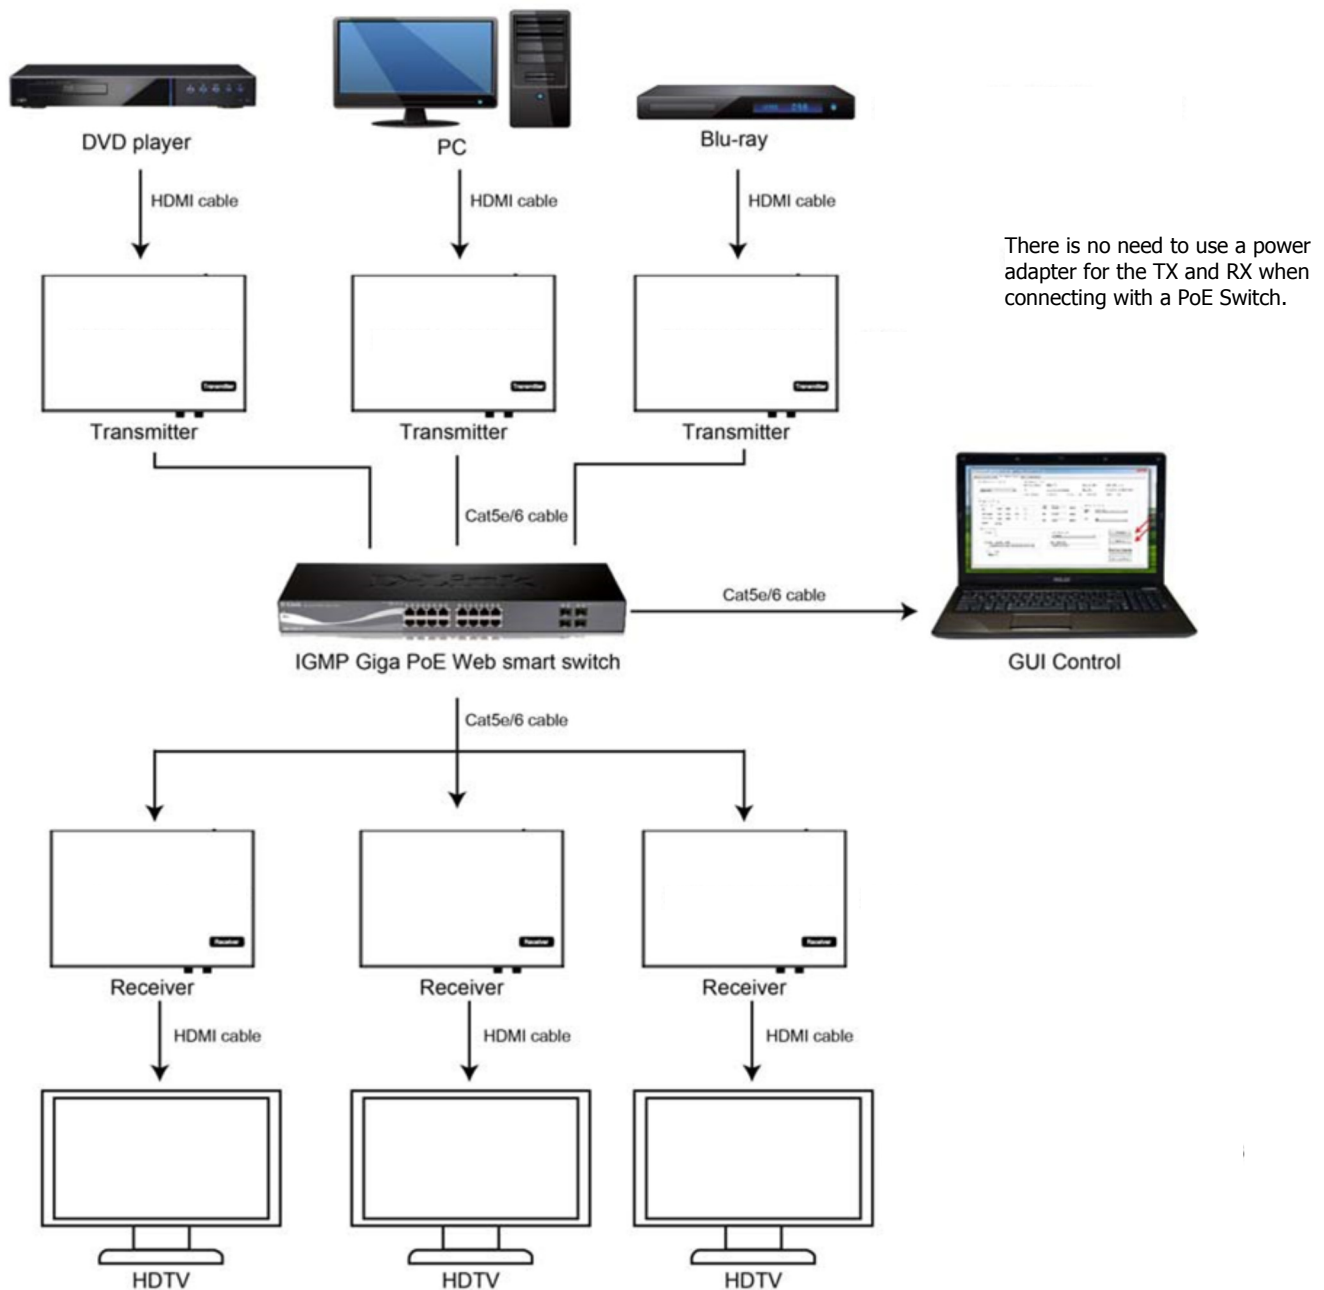 DVD player
PC
Blu-ray
HDMI cable
HDMI cable
HDMI cable
There is no need to use a power
adapter for the TX and RX when
connecting with a PoE Switch.
Transmitter
Transmitter
Transmitter
Transmitter
Transmitter
Transmitter
Cat5e/6 cable
D-Link
Cat5e/6 cable
IGMP Giga PoE Web smart switch
GUI Control
Cat5e/6 cable
Receiver
Receiver
Receiver
Receiver
Receiver
Receiver
HDMI cable
HDMI cable
HDMI cable
HDTV
HDTV
HDTV